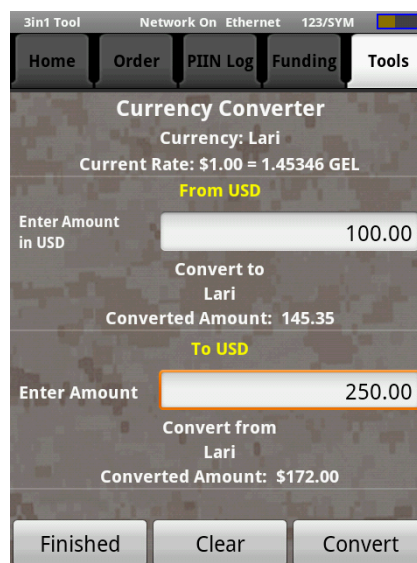 3in1 Tool Network On Ethernet 123/SYM
Home Order PIIN Log Funding Tools
Currency Converter
Currency: Lari
Current Rate: $1.00 = 1.45346 GEL
From USD
Enter Amount
in USD
100.00
Convert to
Lari
Converted Amount: 145.35
To USD
Enter Amount 250.00
Convert from
Lari
Converted Amount: $172.00
Finished Clear Convert